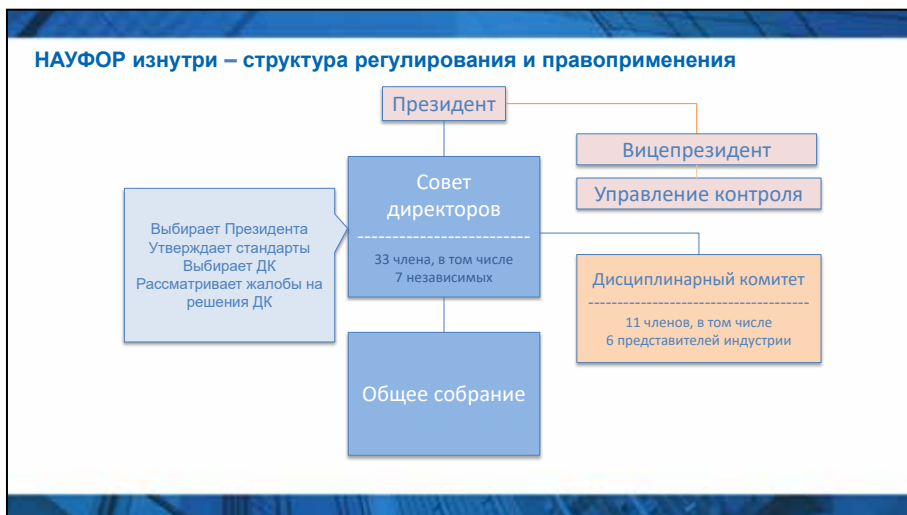 НАУФОР изнутри – структура регулирования и правоприменения
Президент
Вицепрезидент
Управление контроля
Совет
директоров
---------------------------
33 члена, в том числе
7 независимых
Выбирает Президента
Утверждает стандарты
Выбирает ДК
Рассматривает жалобы на
решения ДК
Дисциплинарный комитет
--------------------------------------
11 членов, в том числе
6 представителей индустрии
Общее собрание